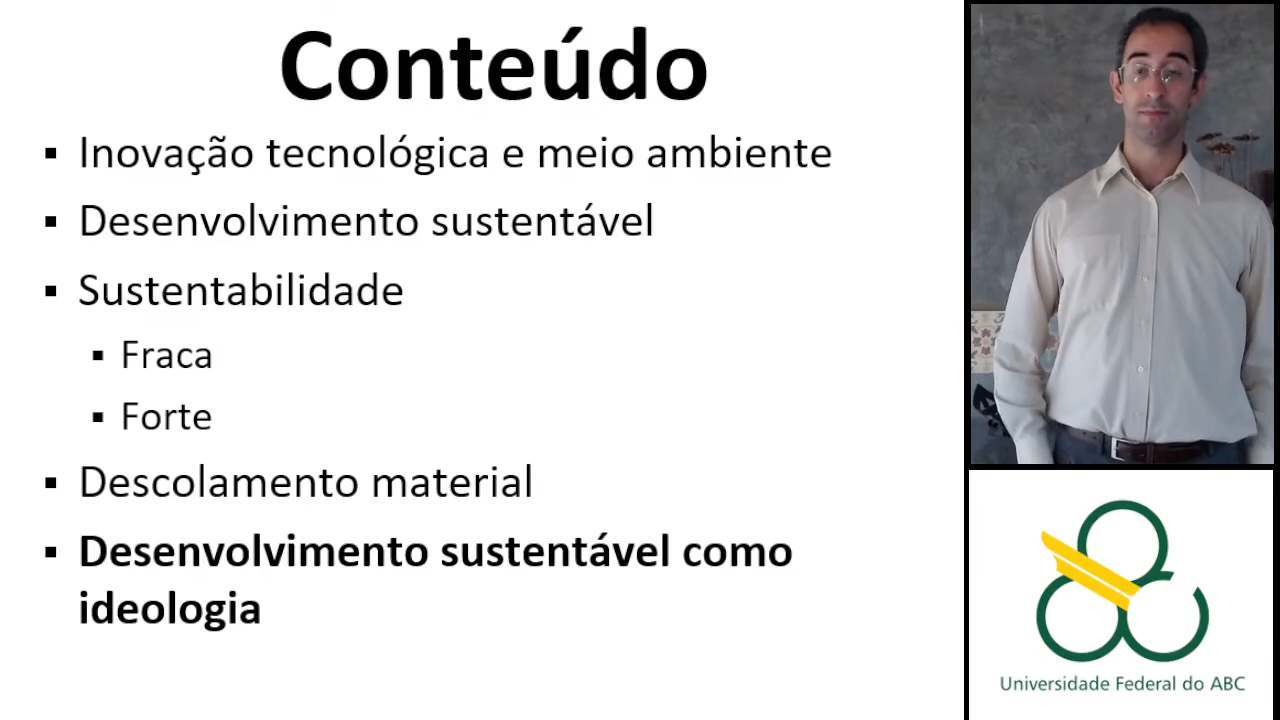 Conteúdo
▪ Inovação tecnológica e meio ambiente
▪ Desenvolvimento sustentável
▪ Sustentabilidade
▪ Fraca
▪ Forte
▪ Descolamento material
▪ Desenvolvimento sustentável como
ideologia
Universidade Federal do ABC